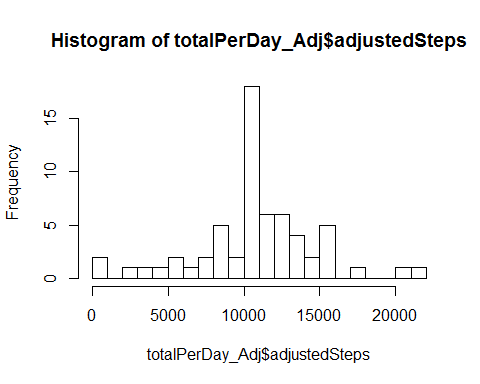 Histogram of totalPerDay_Adj$adjustedSteps
Frequency
15
10
5
0
0 5000 10000 15000 20000
totalPerDay_Adj$adjustedSteps